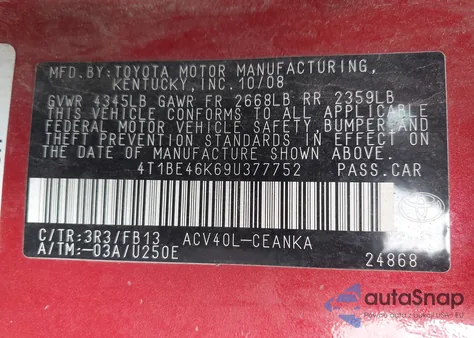 MFD.BY:TOYOTA MOTOR MANUFACTURING,
KENTUCKY, INC. 10/08
GVWR 4345LB GAWR FR 2668LB RR 2359LB
THIS VEHICLE CONFORMS TO ALL APPLICABLE
FEDERAL MOTOR VEHICLE SAFETY, BUMPER, AND
THEFT PREVENTION STANDARDS IN EFFECT ON
THE DATE OF MANUFACTURE SHOWN ABOVE.
4T1BE46K69U377752 PASS.CAR
C/TR:3R3/FB13 ACV40L-CEANKA
A/TM:-03A/U250E 24868
autoSnap